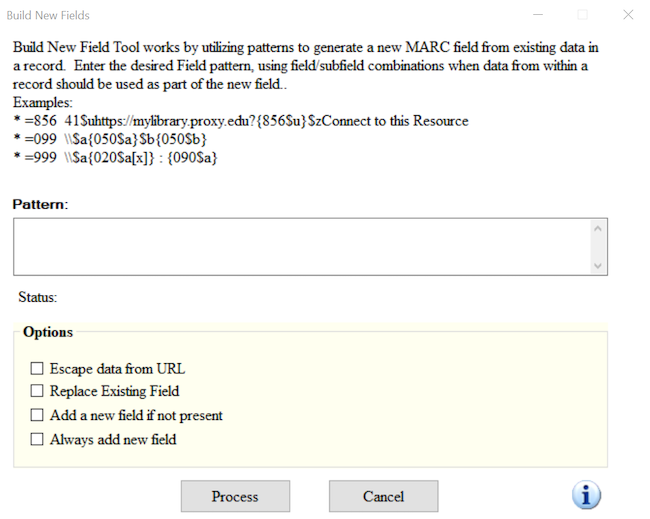 Build New Fields
Build New Field Tool works by utilizing patterns to generate a new MARC field from existing data in
a record.  Enter the desired Field pattern, using field/subfield combinations when data from within a
record should be used as part of the new field..
Examples:
* =856  41$uhttps://mylibrary.proxy.edu?{856$u}$zConnect to this Resource
* =099  \\$a{050$a}$b{050$b}
* =999  \\$a{020$a[x]} : {090$a}
Pattern:
Status:
Options
Escape data from URL
Replace Existing Field
Add a new field if not present
Always add new field
Process
Cancel